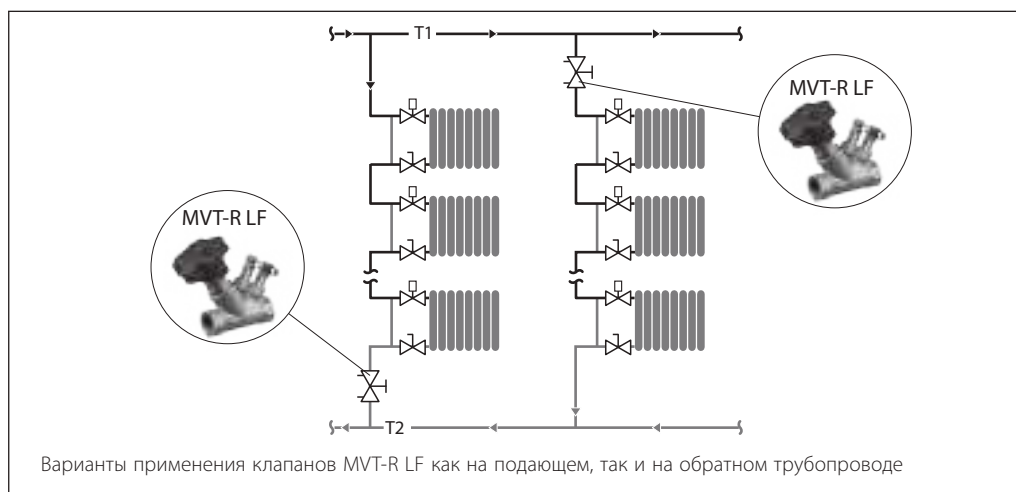 T1
MVT-R LF
MVT-R LF
T2
Варианты применения клапанов MVT-R LF как на подающем, так и на обратном трубопроводе